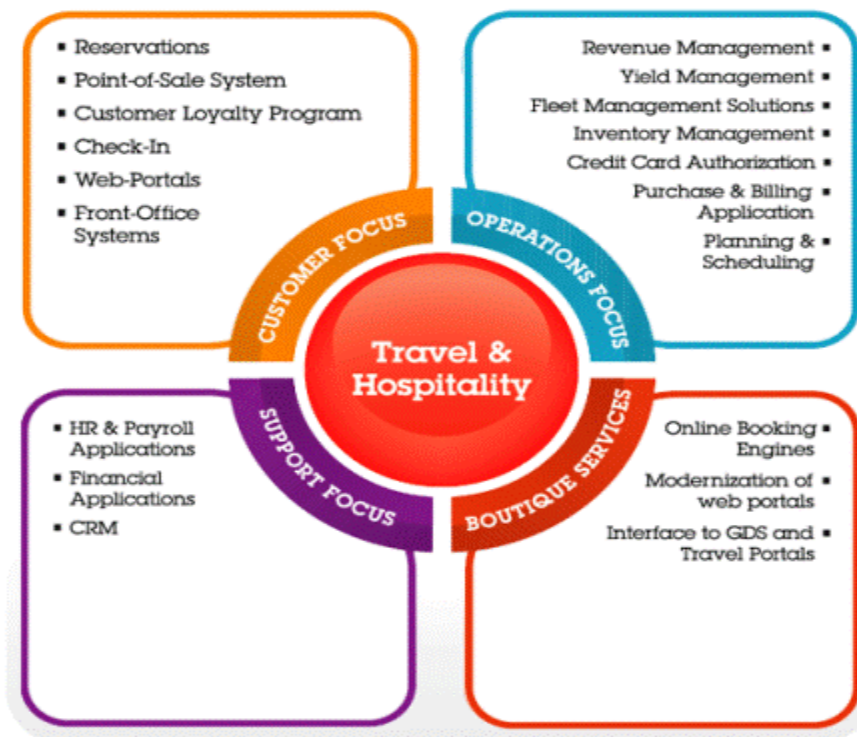 ▪ Reservations
▪ Point-of-Sale System
▪ Customer Loyalty Program
▪ Check-In
▪ Web-Portals
▪ Front-Office
Systems
CUSTOMER FOCUS
Revenue Management ▪
Yield Management ▪
Fleet Management Solutions ▪
Inventory Management ▪
Credit Card Authorization ▪
Purchase & Billing ▪
Application
Planning & ▪
Scheduling
OPERATIONS FOCUS
Travel &
Hospitality
▪ HR & Payroll
Applications
▪ Financial
Applications
▪ CRM
SUPPORT FOCUS
Online Booking ▪
Engines
Modernization of ▪
web portals
Interface to GDS and ▪
Travel Portals
BOUTIQUE SERVICES